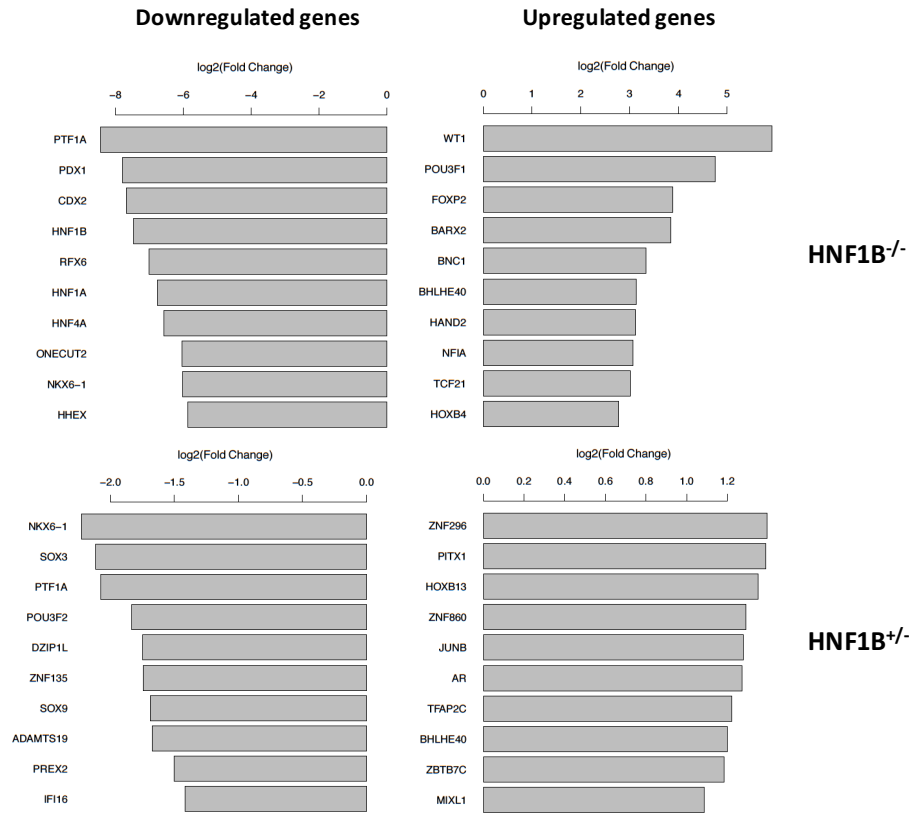 Downregulated genes
Upregulated genes
log2(Fold Change)
−8 −6 −4 −2 0
PTF1A
PDX1
CDX2
HNF1B
RFX6
HNF1A
HNF4A
ONECUT2
NKX6−1
HHEX
log2(Fold Change)
0 1 2 3 4 5
WT1
POU3F1
FOXP2
BARX2
BNC1
BHLHE40
HAND2
NFIA
TCF21
HOXB4
HNF1B-/-
log2(Fold Change)
−2.0 −1.5 −1.0 −0.5 0.0
NKX6−1
SOX3
PTF1A
POU3F2
DZIP1L
ZNF135
SOX9
ADAMTS19
PREX2
IFI16
log2(Fold Change)
0.0 0.2 0.4 0.6 0.8 1.0 1.2
ZNF296
PITX1
HOXB13
ZNF860
JUNB
AR
TFAP2C
BHLHE40
ZBTB7C
MIXL1
HNF1B+/-